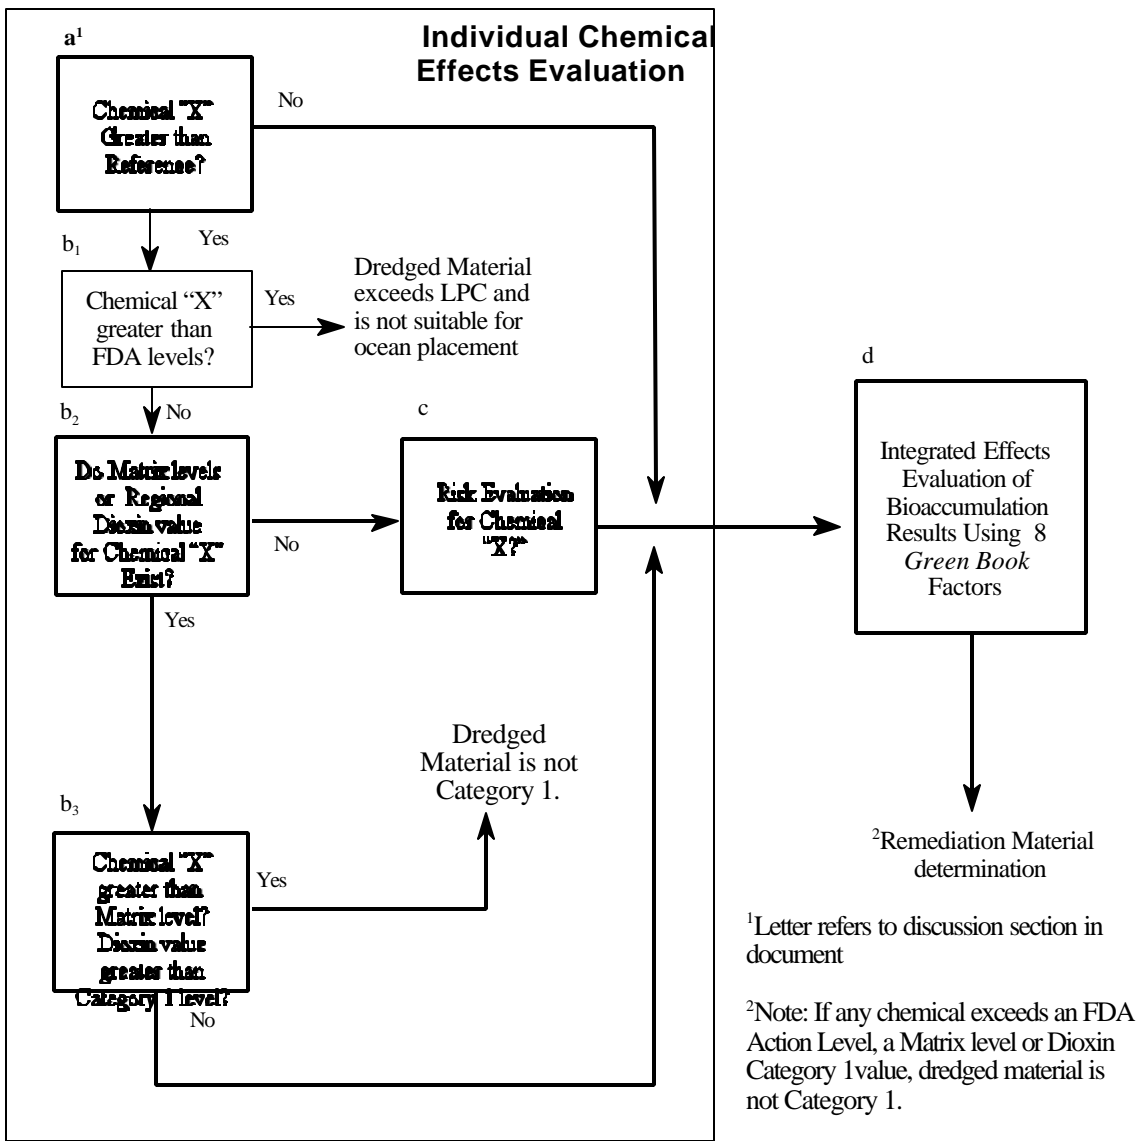 a1
Individual Chemical
Effects Evaluation
Chemical "X"
Greater than
Reference?
No
Yes
b1
Chemical “X”
greater than
FDA levels?
Yes
Dredged Material
exceeds LPC and
is not suitable for
ocean placement
No
b2
Do Matrix levels
or Regional
Dioxin value
for Chemical "X"
Exist?
No
Yes
c
Risk Evaluation
for Chemical
"X?"
d
Integrated Effects
Evaluation of
Bioaccumulation
Results Using 8
Green Book
Factors
Dredged
Material is not
Category 1.
b3
Chemical "X"
greater than
Matrix level?
Dioxin value
greater than
Category 1 level?
Yes
No
2Remediation Material
determination
1Letter refers to discussion section in
document
2Note: If any chemical exceeds an FDA
Action Level, a Matrix level or Dioxin
Category 1value, dredged material is
not Category 1.